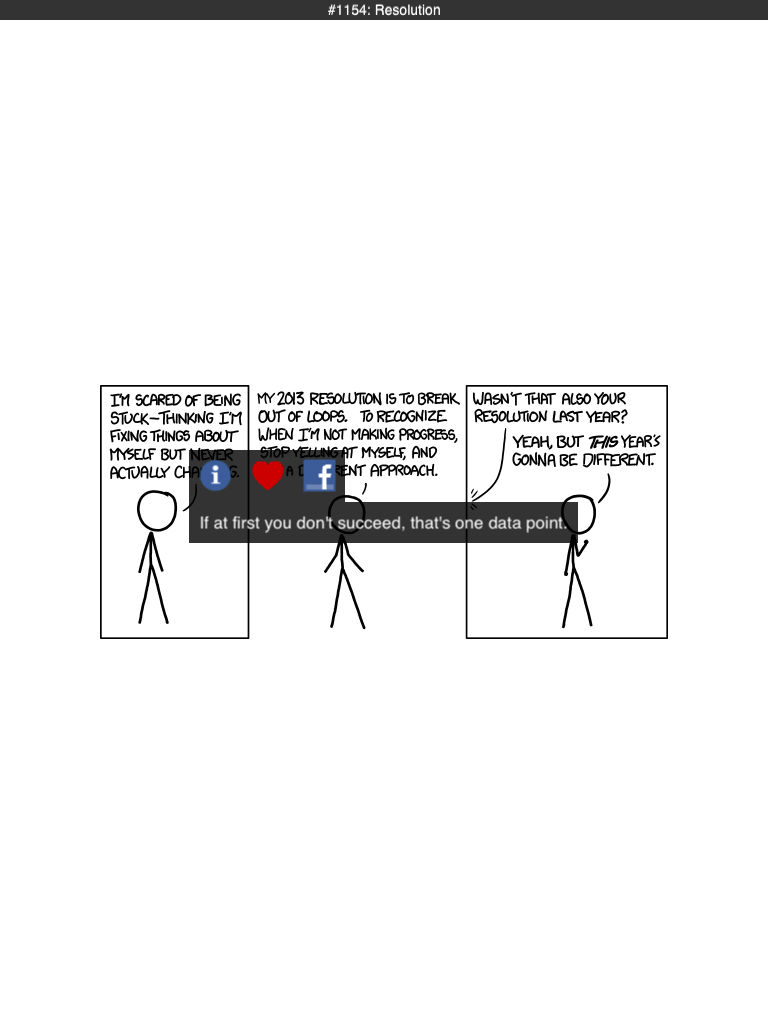 #1154: Resolution
I'M SCARED OF BEING
STUCK—THINKING I'M
FIXING THINGS ABOUT
MYSELF BUT NEVER
ACTUALLY
MY 2013 RESOLUTION IS TO BREAK
OUT OF LOOPS. TO RECOGNIZE
WHEN I'M NOT MAKING PROGRESS,
STOP YELLING AT MYSELF, AND
A APPROACH.
WASN'T THAT ALSO YOUR
RESOLUTION LAST YEAR?
YEAH, BUT THIS YEAR'S
GONNA BE DIFFERENT.
If at first you don't succeed, that's one data point.